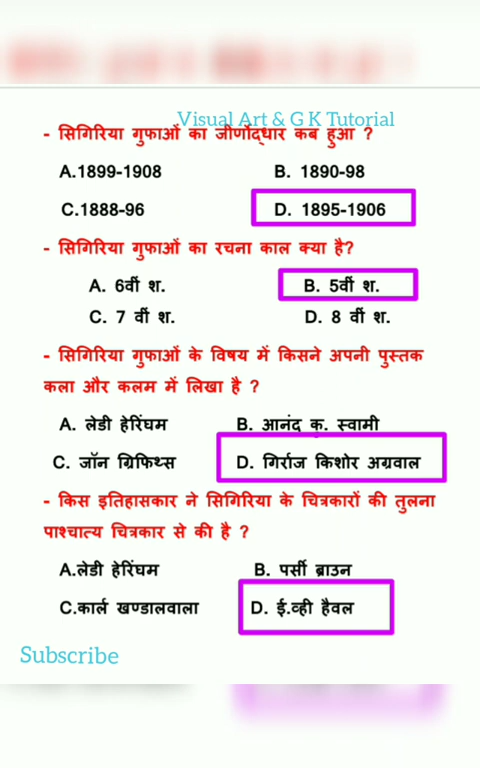 Visual Art & G K Tutorial
- सिगिरिया गुफाओं का जीर्णोद्धार कब हुआ ?
A.1899-1908 B. 1890-98
C.1888-96 D. 1895-1906
- सिगिरिया गुफाओं का रचना काल क्या है?
A. 6वीं श. B. 5वीं श.
C. 7 वीं श. D. 8 वीं श.
- सिगिरिया गुफाओं के विषय में किसने अपनी पुस्तक
कला और कलम में लिखा है ?
A. लेडी हेरिंघम B. आनंद कु. स्वामी
C. जॉन ग्रिफिथ्स D. गिर्राज किशोर अग्रवाल
- किस इतिहासकार ने सिगिरिया के चित्रकारों की तुलना
पाश्चात्य चित्रकार से की है ?
A.लेडी हेरिंघम B. पर्सी ब्राउन
C.कार्ल खण्डालवाला D. ई.व्ही हैवल
Subscribe